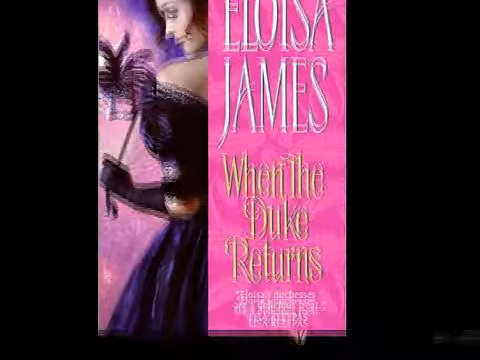 ELOISA
JAMES
When the
Duke
Returns
"Eloisa's duchesses
LISA KLEYPAS